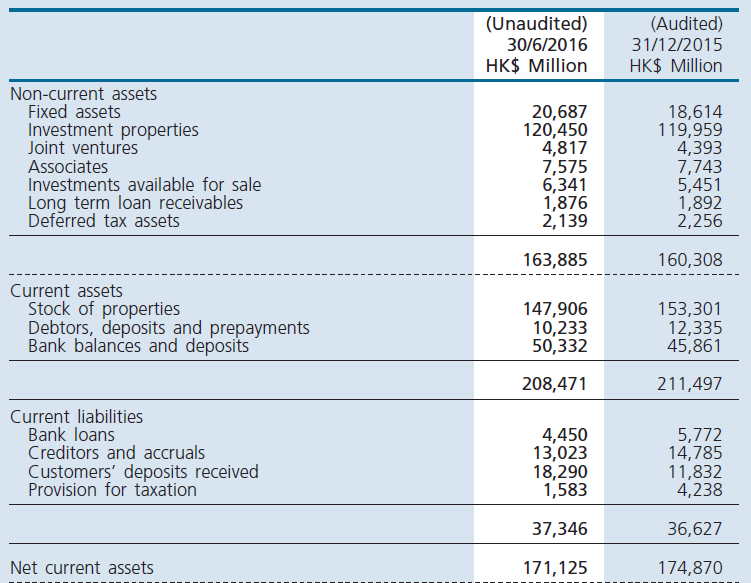 (Unaudited) (Audited)
30/6/2016 31/12/2015
HK$ Million HK$ Million
Non-current assets
Fixed assets 20,687 18,614
Investment properties 120,450 119,959
Joint ventures 4,817 4,393
Associates 7,575 7,743
Investments available for sale 6,341 5,451
Long term loan receivables 1,876 1,892
Deferred tax assets 2,139 2,256
163,885 160,308
Current assets
Stock of properties 147,906 153,301
Debtors, deposits and prepayments 10,233 12,335
Bank balances and deposits 50,332 45,861
208,471 211,497
Current liabilities
Bank loans 4,450 5,772
Creditors and accruals 13,023 14,785
Customers’ deposits received 18,290 11,832
Provision for taxation 1,583 4,238
37,346 36,627
Net current assets 171,125 174,870